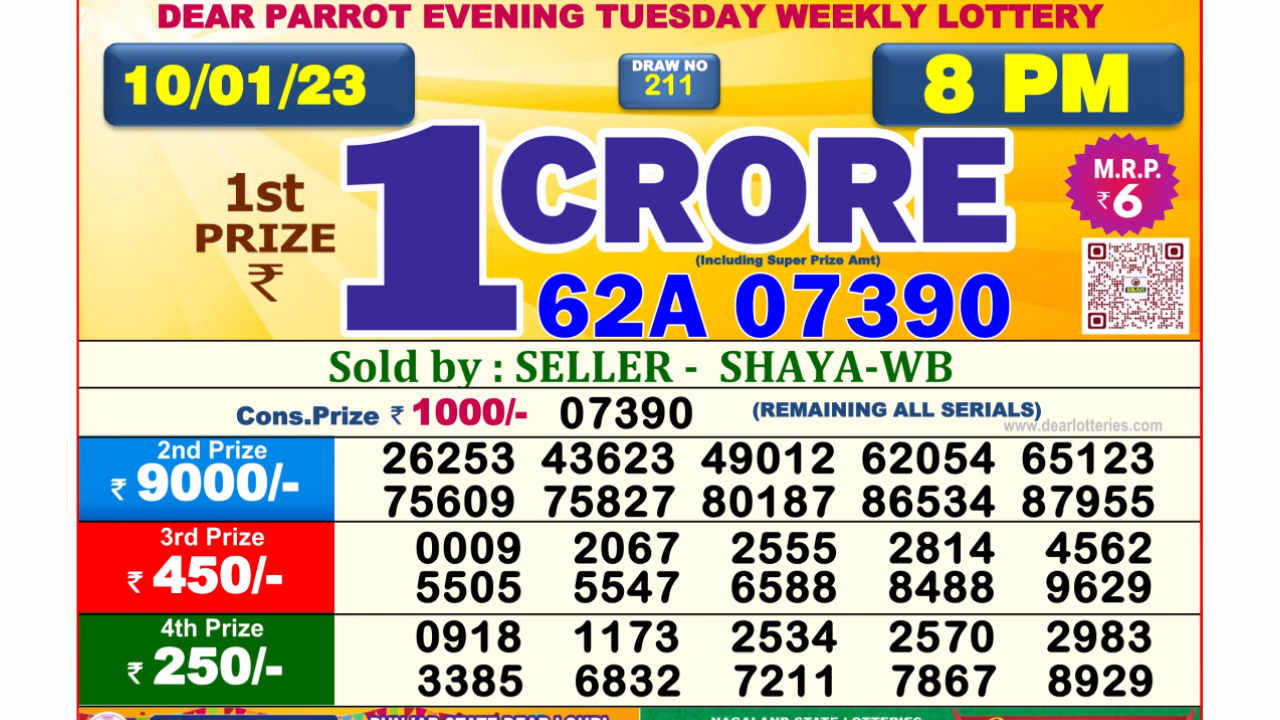 DEAR PARROT EVENING TUESDAY WEEKLY LOTTERY
10/01/23
DRAW NO
211
8 PM
1st
PRIZE
₹
1 CRORE
(Including Super Prize Amt)
62A 07390
M.R.P.
₹6
Sold by : SELLER - SHAYA-WB
Cons.Prize ₹ 1000/- 07390 (REMAINING ALL SERIALS)
www.dearlotteries.com
2nd Prize
₹ 9000/-
26253 43623 49012 62054 65123
75609 75827 80187 86534 87955
3rd Prize
₹ 450/-
0009 2067 2555 2814 4562
5505 5547 6588 8488 9629
4th Prize
₹ 250/-
0918 1173 2534 2570 2983
3385 6832 7211 7867 8929
NAGALAND STATE LOTTERIES